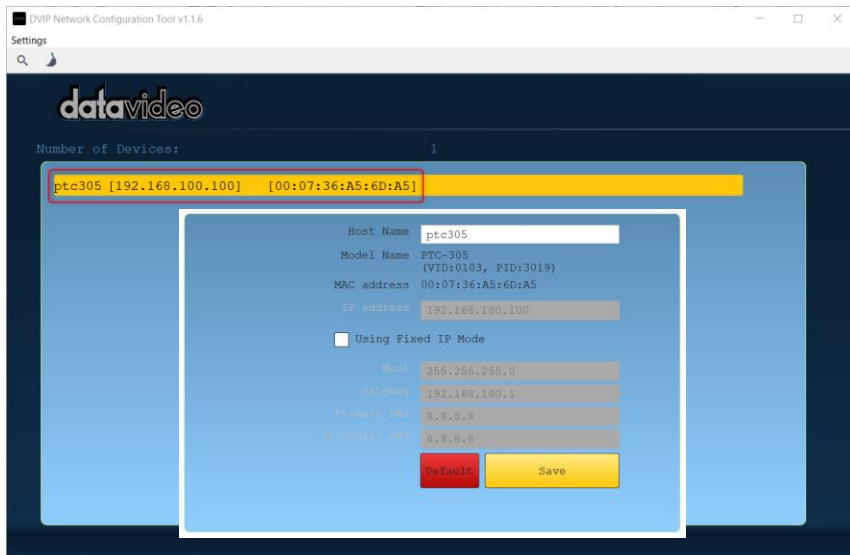 DVIP Network Configuration Tool v1.1.6
Settings
datavideo
Number of Devices: 1
ptc305 [192.168.100.100] [00:07:36:A5:6D:A5]
Host Name ptc305
Model Name PTC-305
(VID:0103, PID:3019)
MAC address 00:07:36:A5:6D:A5
IP address 192.168.100.100
Using Fixed IP Mode
Mask 255.255.255.0
Gateway 192.168.100.1
Primary DNS 8.8.8.8
Secondary DNS 8.8.8.8
Default Save